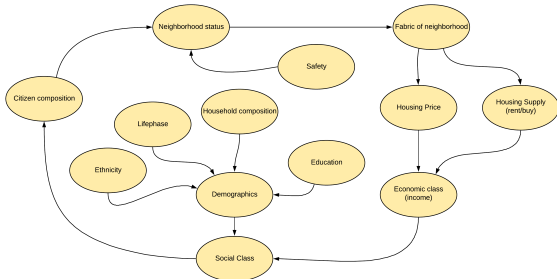 Neighborhood status
Fabric of neighborhood
Safety
Citizen composition
Household composition
Housing Price
Housing Supply
(rent/buy)
Lifephase
Ethnicity
Education
Demographics
Economic class
(income)
Social Class